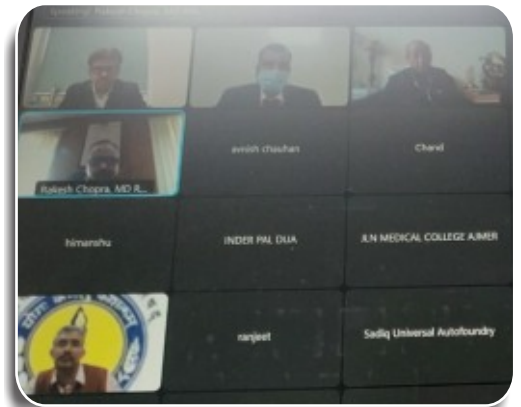 avnish chauhan
Chand
Rakesh Chopra, MD R...
himanshu
INDER PAL DUA
JLN MEDICAL COLLEGE AJMER
ranjeet
Sadiq Universal Autofoundry